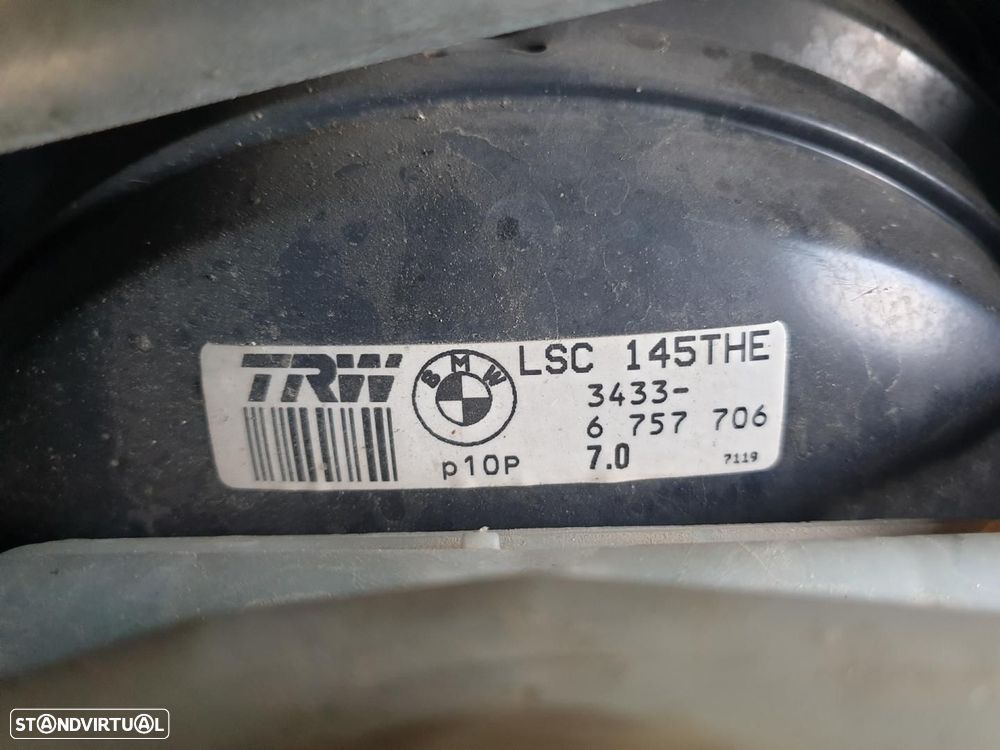 TRW
BMW
LSC 145THE
3433-
6 757 706
p10P
7.0
7119
STANDVIRTUAL